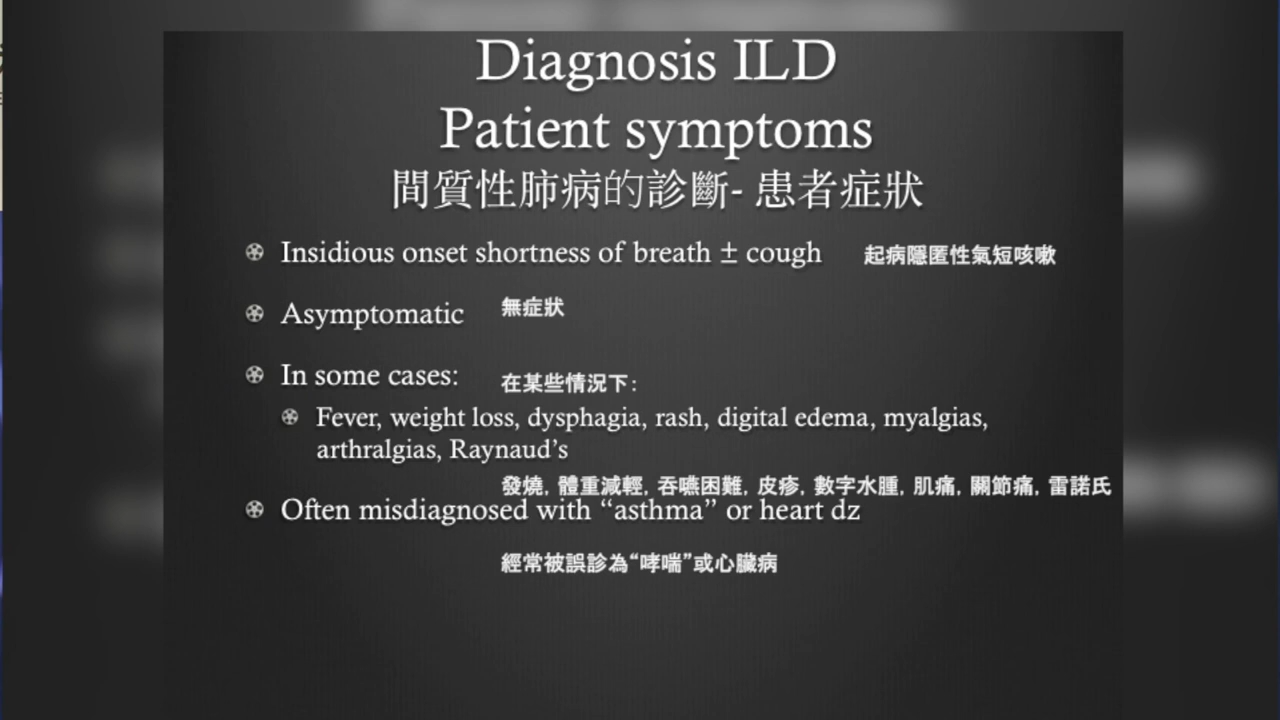 Diagnosis ILD
Patient symptoms
間質性肺病的診斷- 患者症狀
Insidious onset shortness of breath ± cough 起病隱匿性氣短咳嗽
Asymptomatic 無症狀
In some cases: 在某些情況下:
Fever, weight loss, dysphagia, rash, digital edema, myalgias,
arthralgias, Raynaud’s
發燒, 體重減輕, 吞嚥困難, 皮疹, 數字水腫, 肌痛, 關節痛, 雷諾氏
Often misdiagnosed with “asthma” or heart dz
經常被誤診為“哮喘”或心臟病